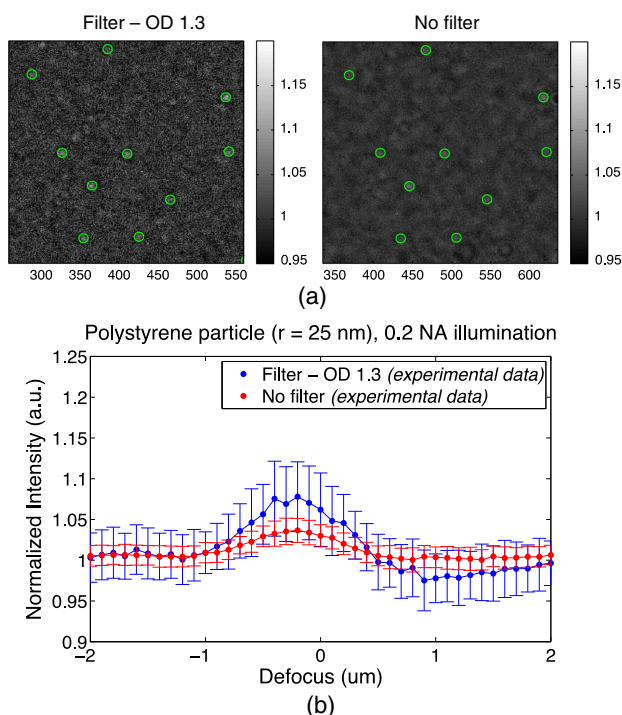 Filter – OD 1.3
No filter
1.15
1.1
1.05
1
0.95
300 350 400 450 500 550
1.15
1.1
1.05
1
0.95
350 400 450 500 550 600
(a)
Polystyrene particle (r = 25 nm), 0.2 NA illumination
Normalized Intensity (a.u.)
1.25
1.2
1.15
1.1
1.05
1
0.95
0.9
Filter – OD 1.3 (experimental data)
No filter (experimental data)
-2 -1 0 1 2
Defocus (um)
(b)